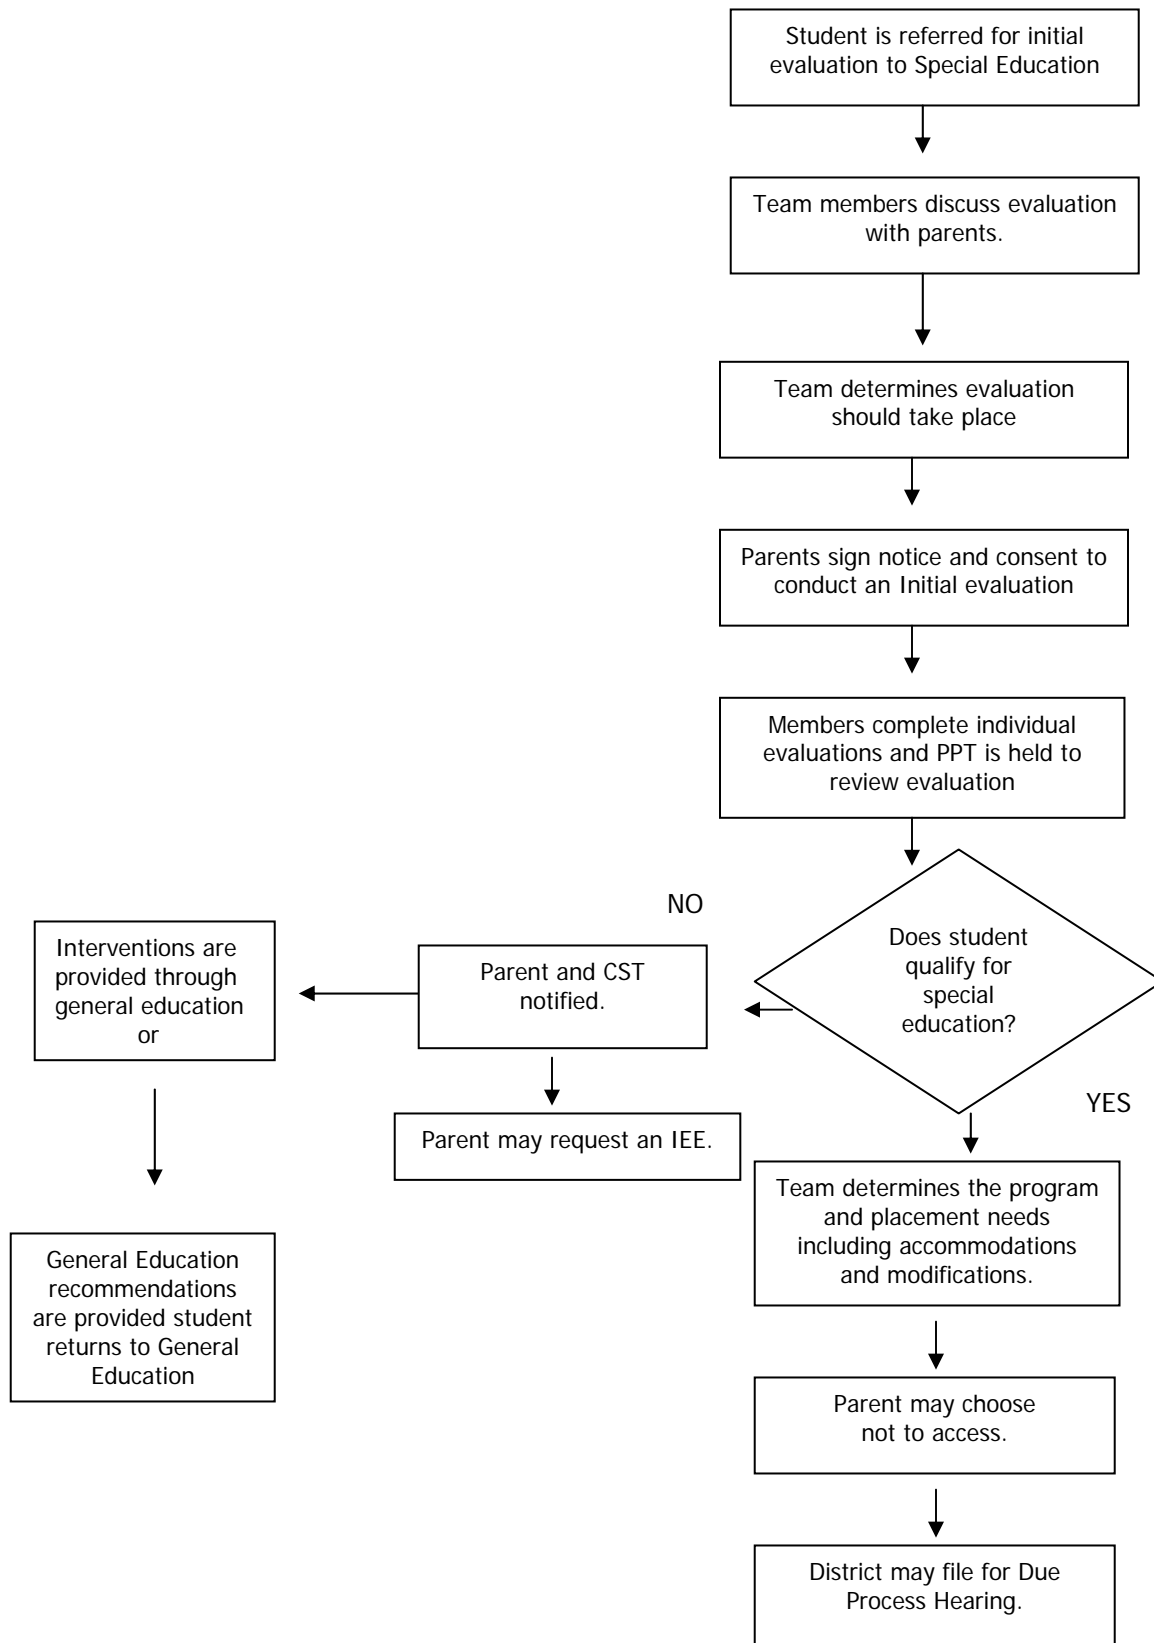 Student is referred for initial
evaluation to Special Education
Team members discuss evaluation
with parents.
Team determines evaluation
should take place
Parents sign notice and consent to
conduct an Initial evaluation
Members complete individual
evaluations and PPT is held to
review evaluation
Does student
qualify for
special
education?
NO
Parent and CST
notified.
Interventions are
provided through
general education
or
Parent may request an IEE.
General Education
recommendations
are provided student
returns to General
Education
YES
Team determines the program
and placement needs
including accommodations
and modifications.
Parent may choose
not to access.
District may file for Due
Process Hearing.